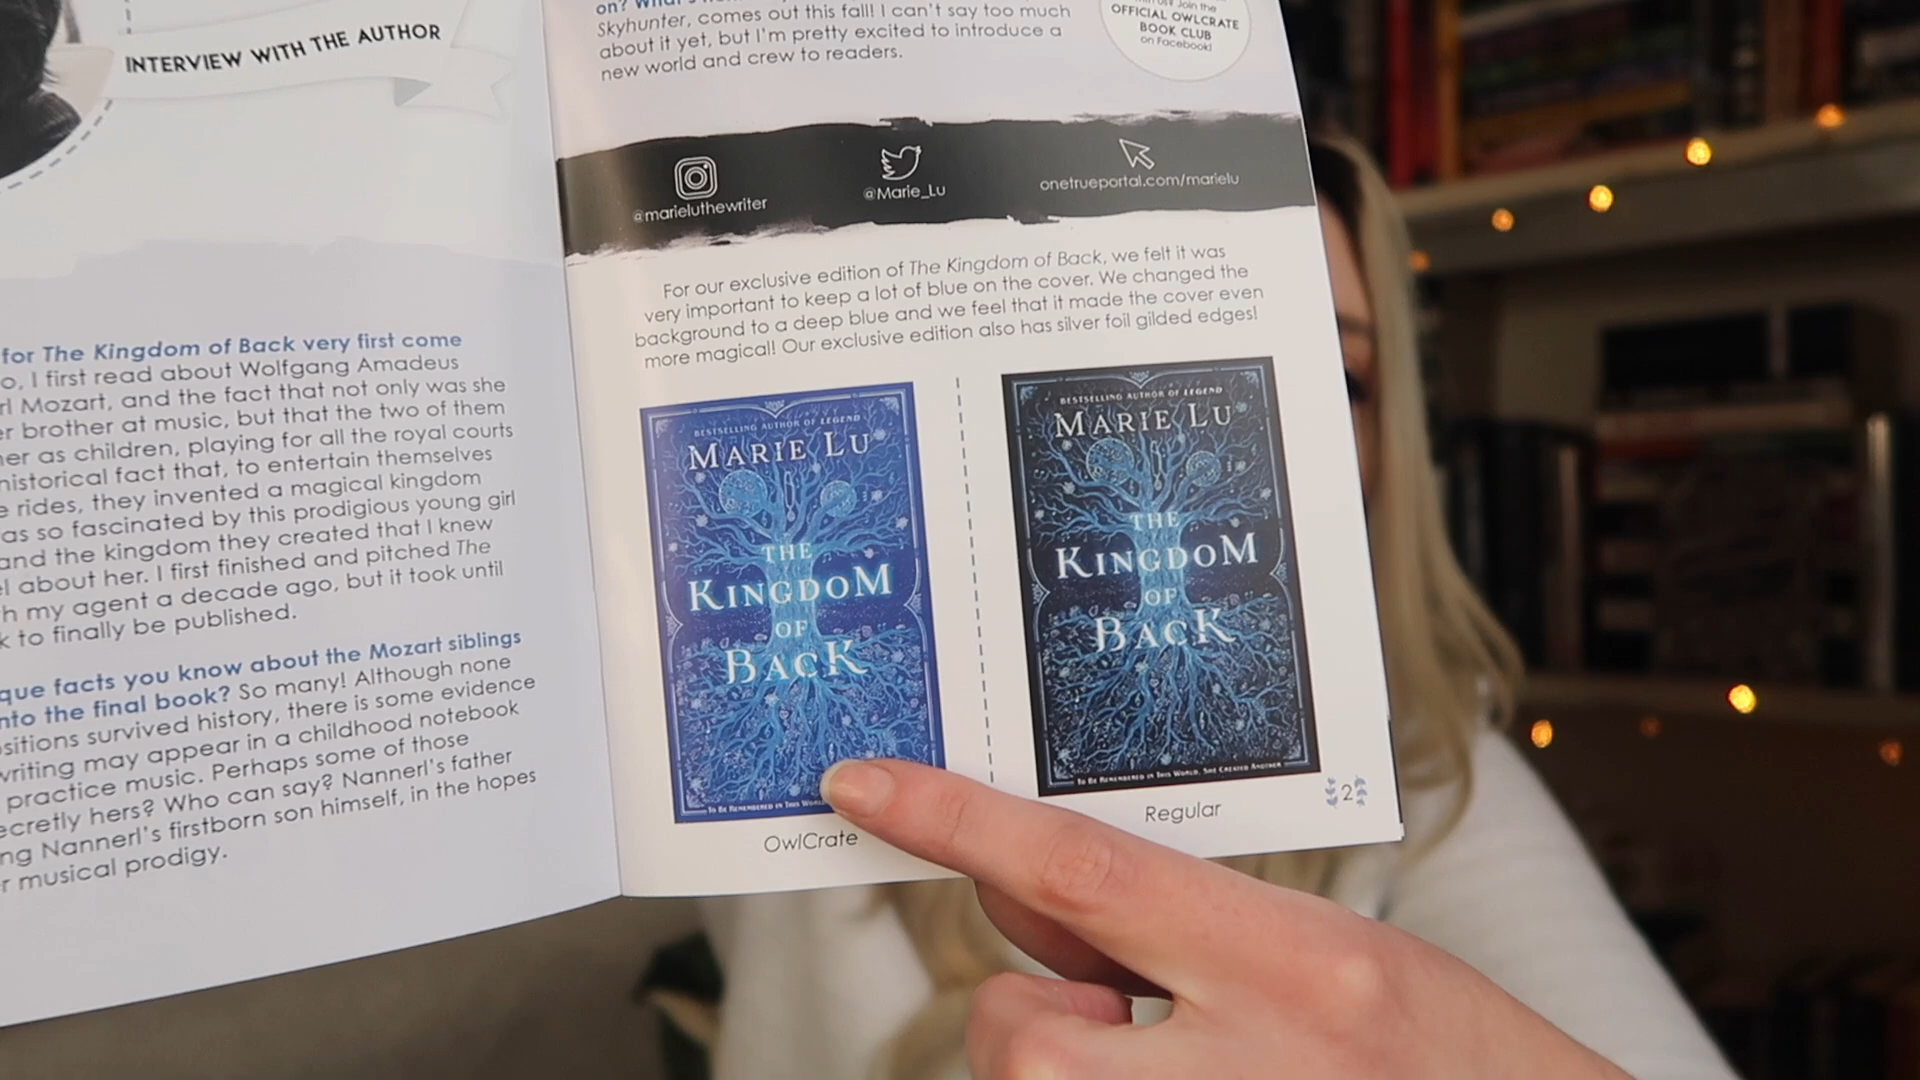 INTERVIEW WITH THE AUTHOR
for The Kingdom of Back very first come
o, I first read about Wolfgang Amadeus
rl Mozart, and the fact that not only was she
er brother at music, but that the two of them
her as children, playing for all the royal courts
historical fact that, to entertain themselves
e rides, they invented a magical kingdom
as so fascinated by this prodigious young girl
and the kingdom they created that I knew
el about her. I first finished and pitched The
h my agent a decade ago, but it took until
k to finally be published.
que facts you know about the Mozart siblings
nto the final book? So many! Although none
sitions survived history, there is some evidence
writing may appear in a childhood notebook
practice music. Perhaps some of those
ecretly hers? Who can say? Nannerl's father
ng Nannerl's firstborn son himself, in the hopes
r musical prodigy.
on?
Skyhunter, comes out this fall! I can't say too much
about it yet, but I'm pretty excited to introduce a
new world and crew to readers.
Join the
OFFICIAL OWLCRATE
BOOK CLUB
on Facebook!
@marieluthewriter
@Marie_Lu
onetrueportal.com/marielu
For our exclusive edition of The Kingdom of Back, we felt it was
very important to keep a lot of blue on the cover. We changed the
background to a deep blue and we feel that it made the cover even
more magical! Our exclusive edition also has silver foil gilded edges!
BESTSELLING AUTHOR OF LEGEND
MARIE LU
THE
KINGDOM
OF
BACK
TO BE REMEMBERED IN THIS WORLD
OwlCrate
BESTSELLING AUTHOR OF LEGEND
MARIE LU
THE
KINGDOM
OF
BACK
TO BE REMEMBERED IN THIS WORLD, SHE CREATED ANOTHER
Regular
2